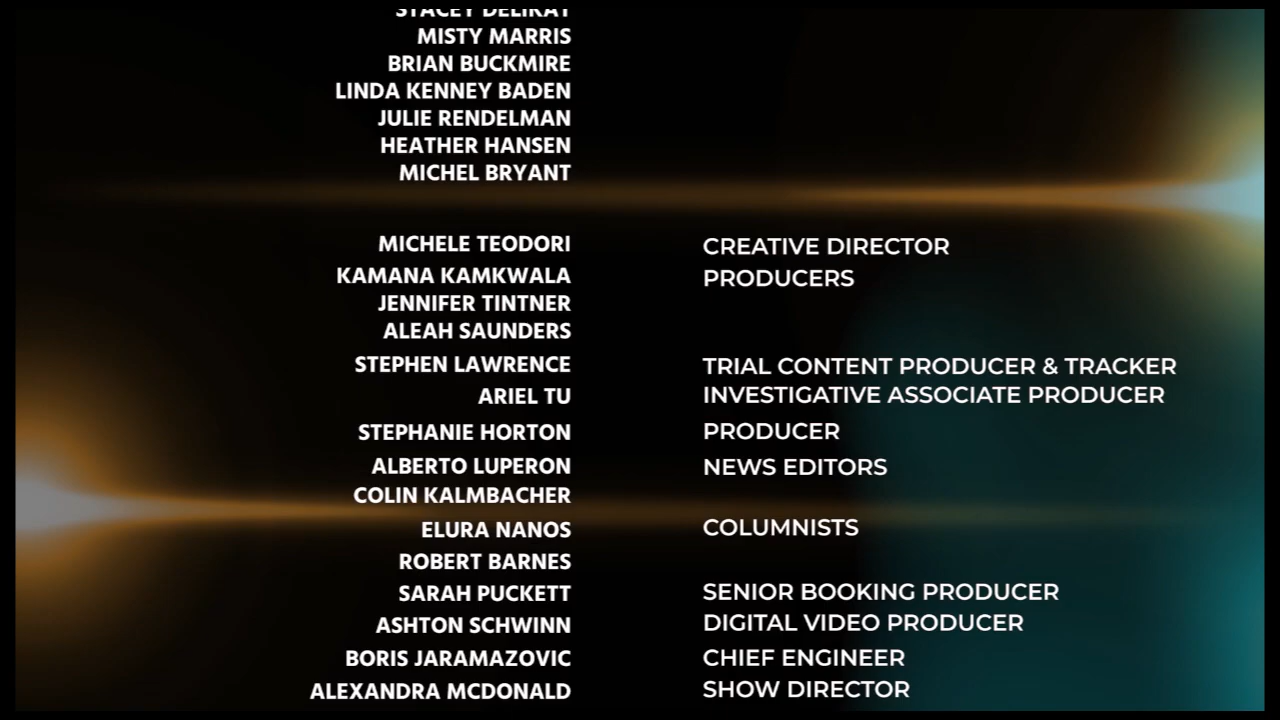 MISTY MARRIS
BRIAN BUCKMIRE
LINDA KENNEY BADEN
JULIE RENDELMAN
HEATHER HANSEN
MICHEL BRYANT
MICHELE TEODORI CREATIVE DIRECTOR
KAMANA KAMKWALA PRODUCERS
JENNIFER TINTNER
ALEAH SAUNDERS
STEPHEN LAWRENCE TRIAL CONTENT PRODUCER & TRACKER
ARIEL TU INVESTIGATIVE ASSOCIATE PRODUCER
STEPHANIE HORTON PRODUCER
ALBERTO LUPERON NEWS EDITORS
COLIN KALMBACHER
ELURA NANOS COLUMNISTS
ROBERT BARNES
SARAH PUCKETT SENIOR BOOKING PRODUCER
ASHTON SCHWINN DIGITAL VIDEO PRODUCER
BORIS JARAMAZOVIC CHIEF ENGINEER
ALEXANDRA MCDONALD SHOW DIRECTOR